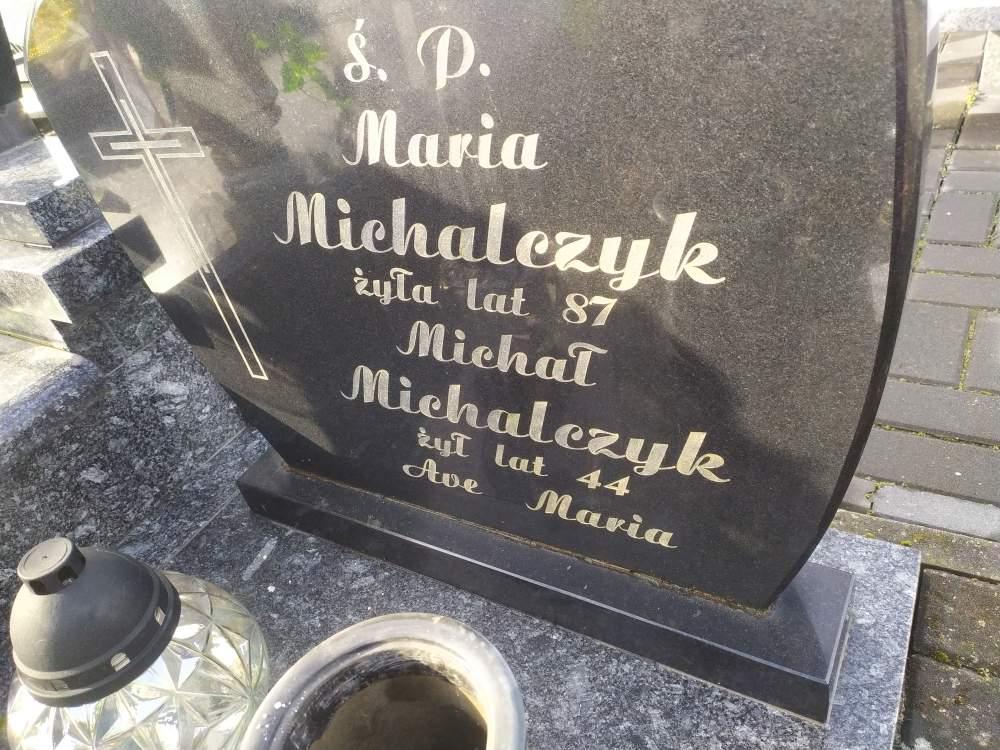 Ś. P.
Maria
Michalczyk
żyła lat 87
Michał
Michalczyk
żył lat 44
Ave Maria